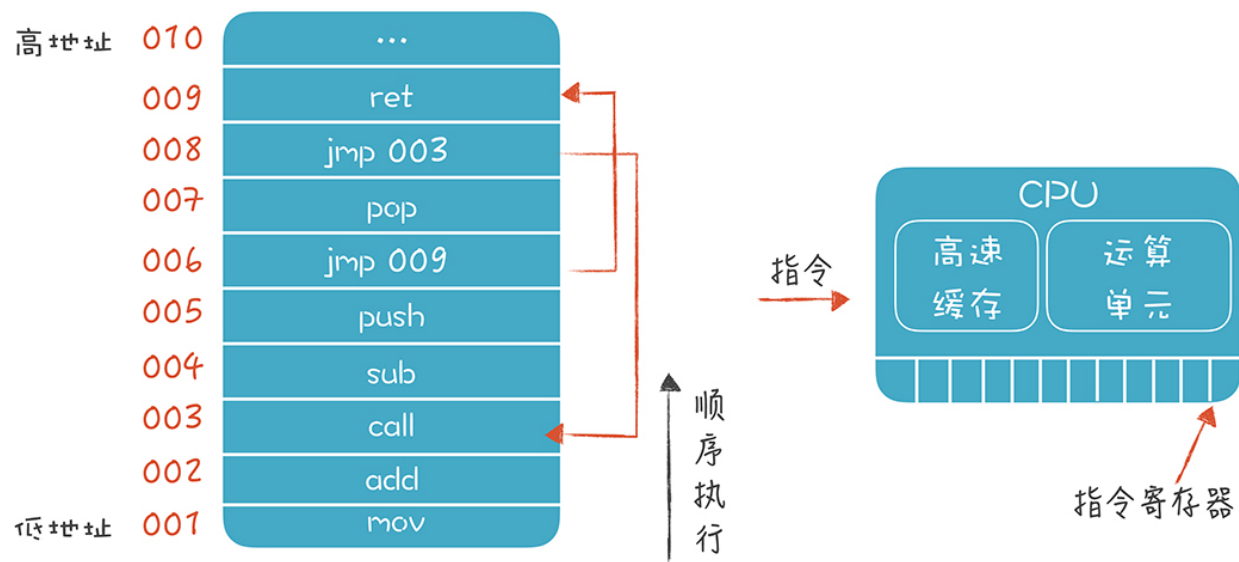 高地址 010 ...
009 ret
008 jmp 003
007 pop
006 jmp 009
005 push
004 sub
003 call
002 add
低地址 001 mov
顺序执行
指令
CPU
高速
缓存
运算
单元
指令寄存器